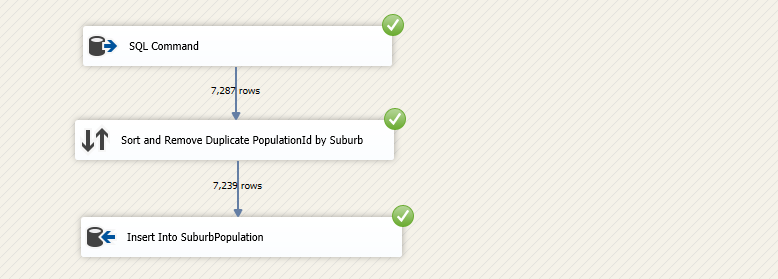 SQL Command
7,287 rows
Sort and Remove Duplicate PopulationId by Suburb
7,239 rows
Insert Into SuburbPopulation